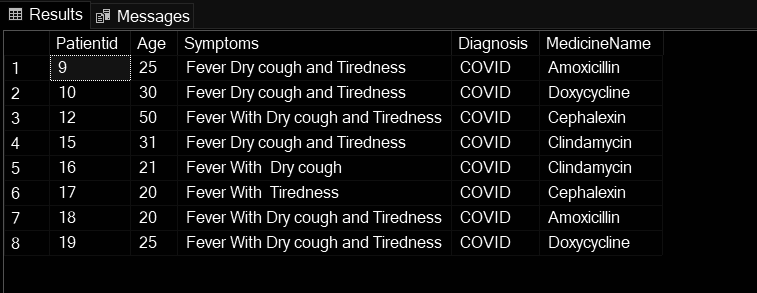 Results Messages
Patientid Age Symptoms Diagnosis MedicineName
1 9 25 Fever Dry cough and Tiredness COVID Amoxicillin
2 10 30 Fever Dry cough and Tiredness COVID Doxycycline
3 12 50 Fever With Dry cough and Tiredness COVID Cephalexin
4 15 31 Fever Dry cough and Tiredness COVID Clindamycin
5 16 21 Fever With  Dry cough COVID Clindamycin
6 17 20 Fever With  Tiredness COVID Cephalexin
7 18 20 Fever With Dry cough and Tiredness COVID Amoxicillin
8 19 25 Fever With Dry cough and Tiredness COVID Doxycycline